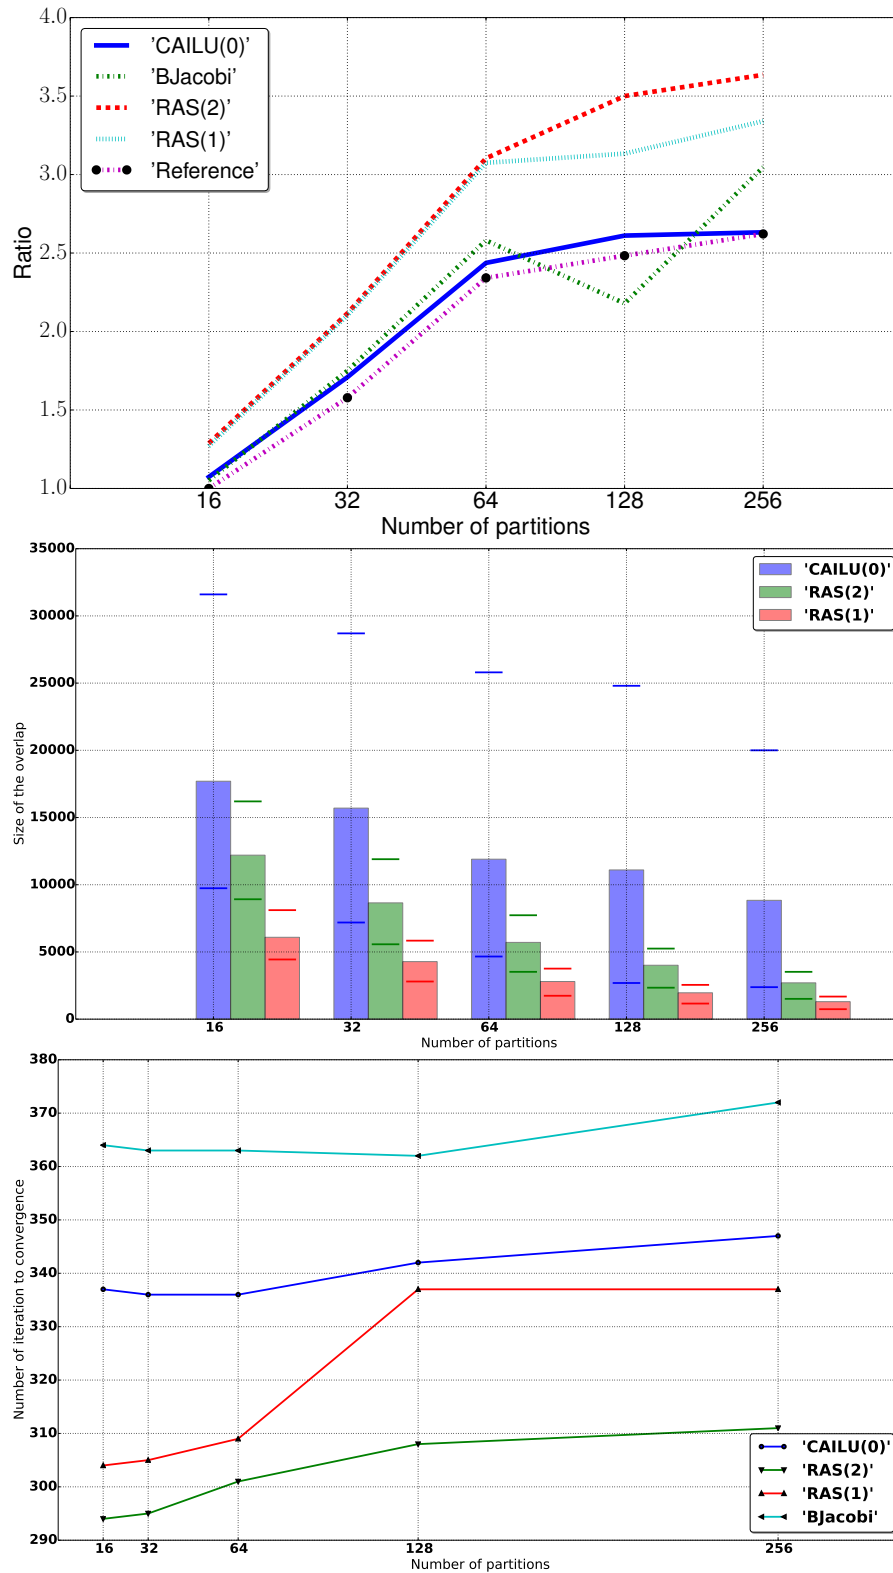 4.0
3.5
3.0
2.5
2.0
1.5
1.0
Ratio
'CAILU(0)'
'BJacobi'
'RAS(2)'
'RAS(1)'
'Reference'
16 32 64 128 256
Number of partitions
35000
30000
25000
20000
15000
10000
5000
0
Size of the overlap
'CAILU(0)'
'RAS(2)'
'RAS(1)'
16 32 64 128 256
Number of partitions
380
370
360
350
340
330
320
310
300
290
Number of iteration to convergence
'CAILU(0)'
'RAS(2)'
'RAS(1)'
'BJacobi'
16 32 64 128 256
Number of partitions